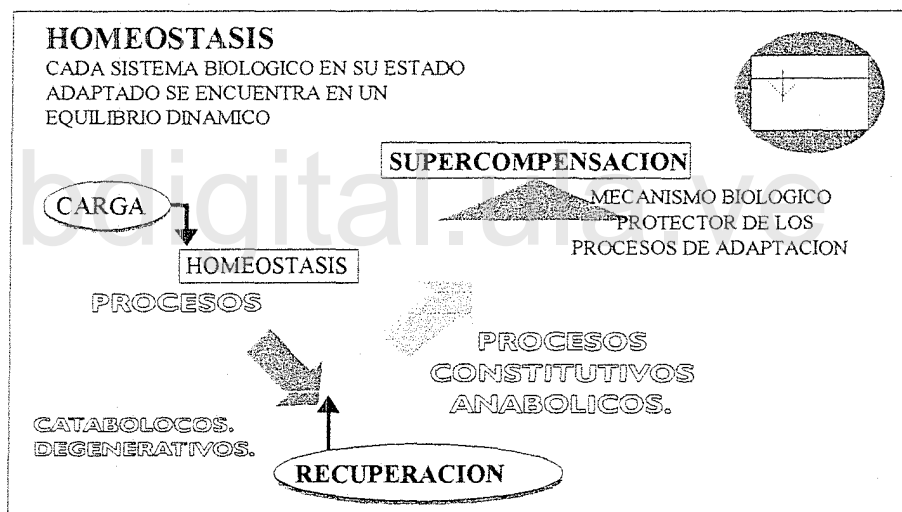 HOMEOSTASIS
CADA SISTEMA BIOLOGICO EN SU ESTADO
ADAPTADO SE ENCUENTRA EN UN
EQUILIBRIO DINAMICO
SUPERCOMPENSACION
MECANISMO BIOLOGICO
PROTECTOR DE LOS
PROCESOS DE ADAPTACION
CARGA
HOMEOSTASIS
PROCESOS
PROCESOS
CONSTITUTIVOS
ANABOLICOS.
CATABOLOCOS.
DEGENERATIVOS.
RECUPERACION
bdigital.ula.ve